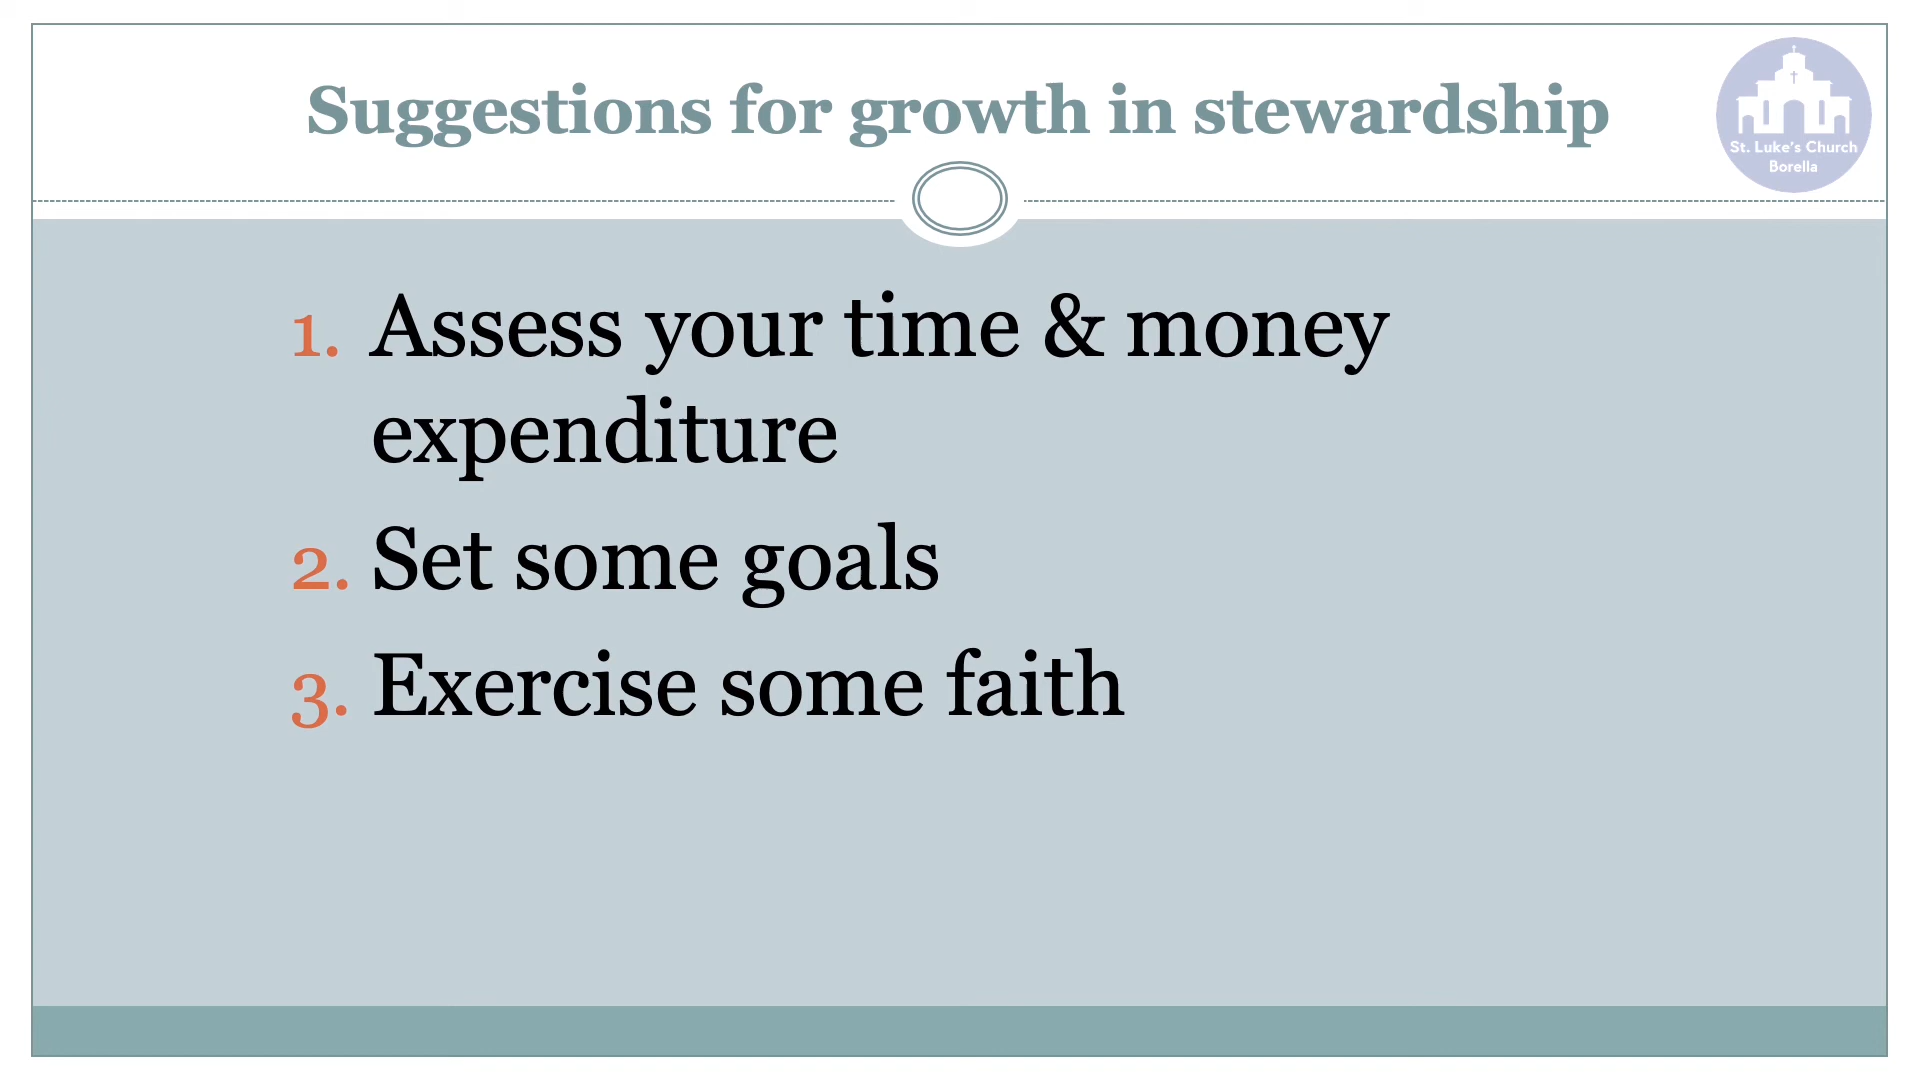 Suggestions for growth in stewardship
St. Luke's Church
Borella
1. Assess your time & money
expenditure
2. Set some goals
3. Exercise some faith